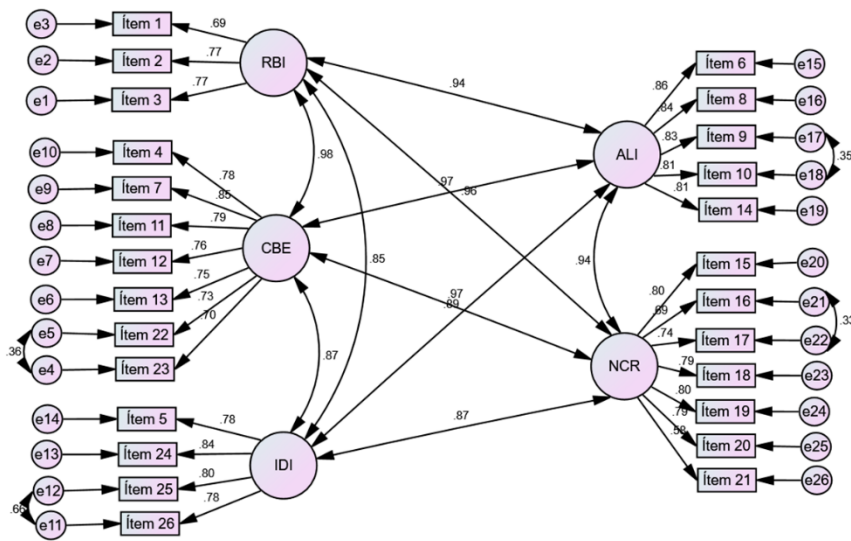 e3 Ítem 1 .69
e2 Ítem 2 .77 RBI
e1 Ítem 3 .77
e10 Ítem 4 .78
e9 Ítem 7 .85
e8 Ítem 11 .79
e7 Ítem 12 .76 CBE
e6 Ítem 13 .75
e5 Ítem 22 .73
e4 Ítem 23 .70
.36
e14 Ítem 5 .78
e13 Ítem 24 .84 IDI
e12 Ítem 25 .80
e11 Ítem 26 .78
.66
.94
.98
.97
.96
.85
.97
.89
.87
.94
.87
.86 Ítem 6 e15
.84 Ítem 8 e16
ALI .83 Ítem 9 e17
.81 Ítem 10 e18
.81 Ítem 14 e19
.35
.80 Ítem 15 e20
.69 Ítem 16 e21
.74 Ítem 17 e22
NCR .79 Ítem 18 e23
.80 Ítem 19 e24
.79 Ítem 20 e25
.58 Ítem 21 e26